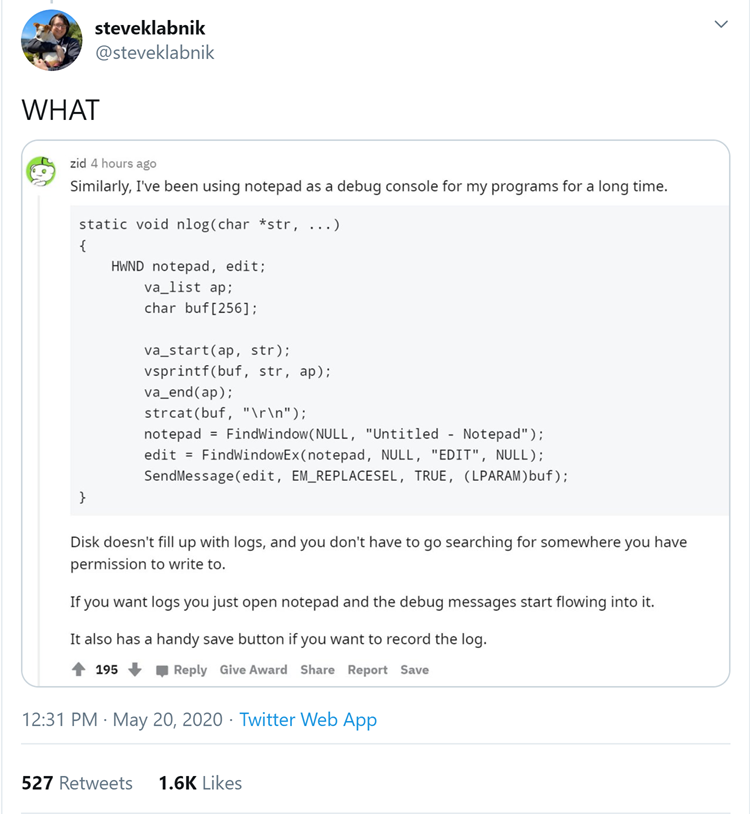 steveklabnik
@steveklabnik
WHAT
zid 4 hours ago
Similarly, I've been using notepad as a debug console for my programs for a long time.
static void nlog(char *str, ...)
{
    HWND notepad, edit;
        va_list ap;
        char buf[256];

        va_start(ap, str);
        vsprintf(buf, str, ap);
        va_end(ap);
        strcat(buf, "\r\n");
        notepad = FindWindow(NULL, "Untitled - Notepad");
        edit = FindWindowEx(notepad, NULL, "EDIT", NULL);
        SendMessage(edit, EM_REPLACESEL, TRUE, (LPARAM)buf);
}
Disk doesn't fill up with logs, and you don't have to go searching for somewhere you have
permission to write to.
If you want logs you just open notepad and the debug messages start flowing into it.
It also has a handy save button if you want to record the log.
195 Reply Give Award Share Report Save
12:31 PM · May 20, 2020 · Twitter Web App
527 Retweets 1.6K Likes